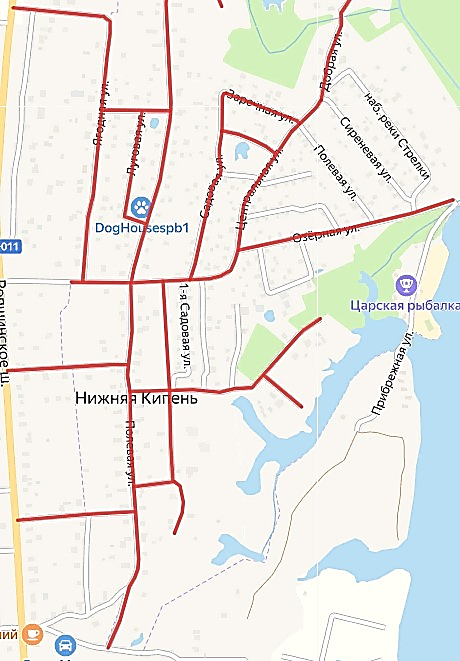 Добрая ул.
Заречная ул.
наб. реки Стрелки
Сиреневая ул.
Ягодная ул.
Луговая ул.
Полевая ул.
Садовая ул.
Центральная ул.
DogHousespb1
Озёрная ул.
011
1-я Садовая ул.
Царская рыбалка
Ропшинское ш.
Прибрежная ул.
Нижняя Кипень
Полевая ул.